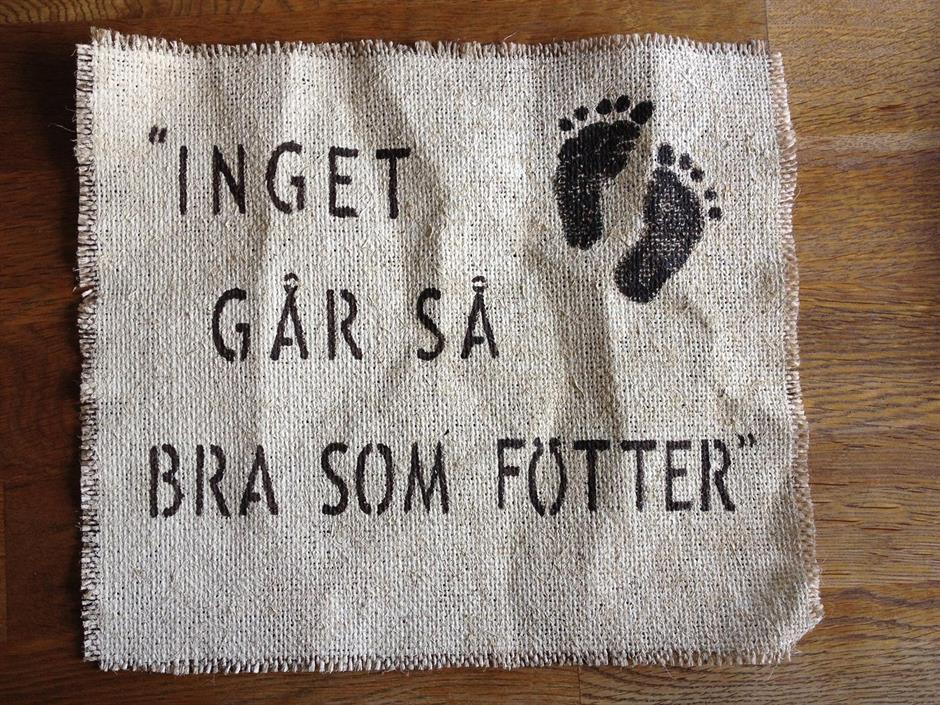 "INGET
GÅR SÅ
BRA SOM FÖTTER"